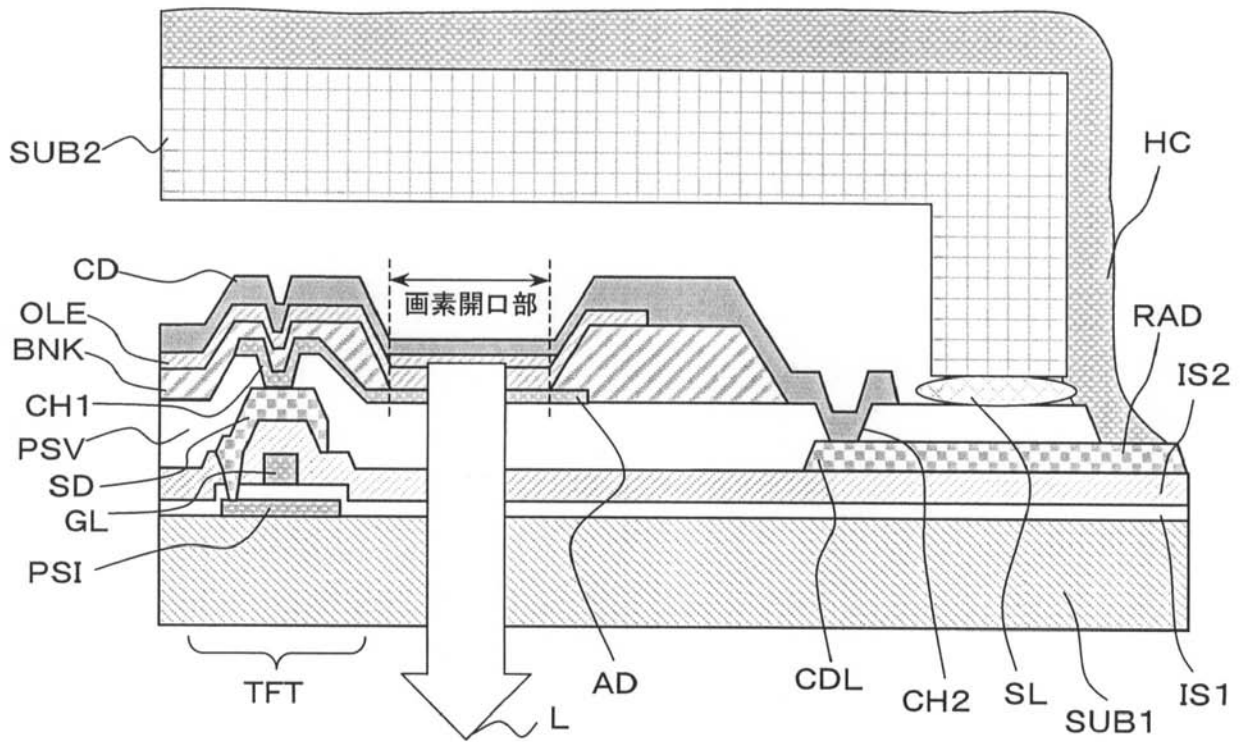 SUB2
HC
CD
画素開口部
OLE
RAD
BNK
IS2
CH1
PSV
SD
GL
PSI
TFT
L
AD
CDL
CH2
SL
SUB1
IS1